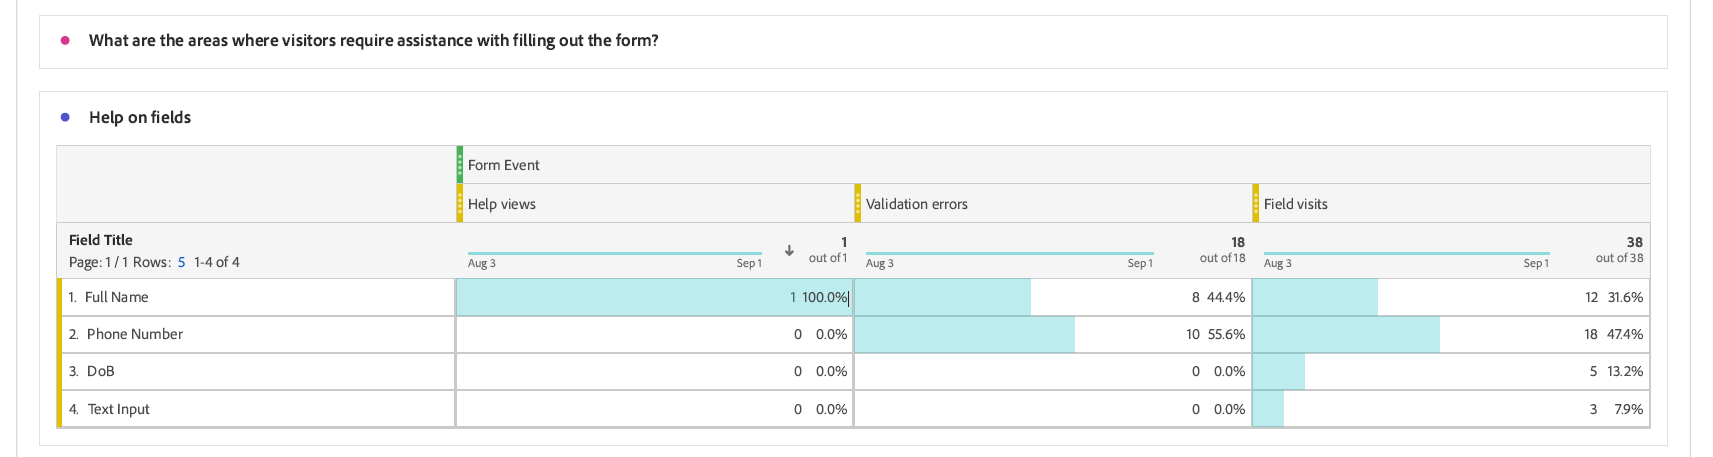 What are the areas where visitors require assistance with filling out the form?
Help on fields
Form Event
Help views Validation errors Field visits
Field Title
Page: 1 / 1 Rows: 5 1-4 of 4
Aug 3 Sep 1 1 out of 1
Aug 3 Sep 1 18 out of 18
Aug 3 Sep 1 38 out of 38
1. Full Name 1 100.0% 8 44.4% 12 31.6%
2. Phone Number 0 0.0% 10 55.6% 18 47.4%
3. DoB 0 0.0% 0 0.0% 5 13.2%
4. Text Input 0 0.0% 0 0.0% 3 7.9%